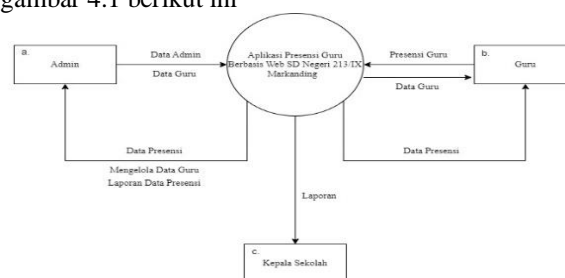 gambar 4.1 berikut ini
a.
Admin
Data Admin
Data Guru
Aplikasi Presensi Guru
Berbasis Web SD Negeri 213/IX
Markanding
Presensi Guru
Data Guru
b.
Guru
Data Presensi
Mengelola Data Guru
Laporan Data Presensi
Data Presensi
Laporan
c.
Kepala Sekolah